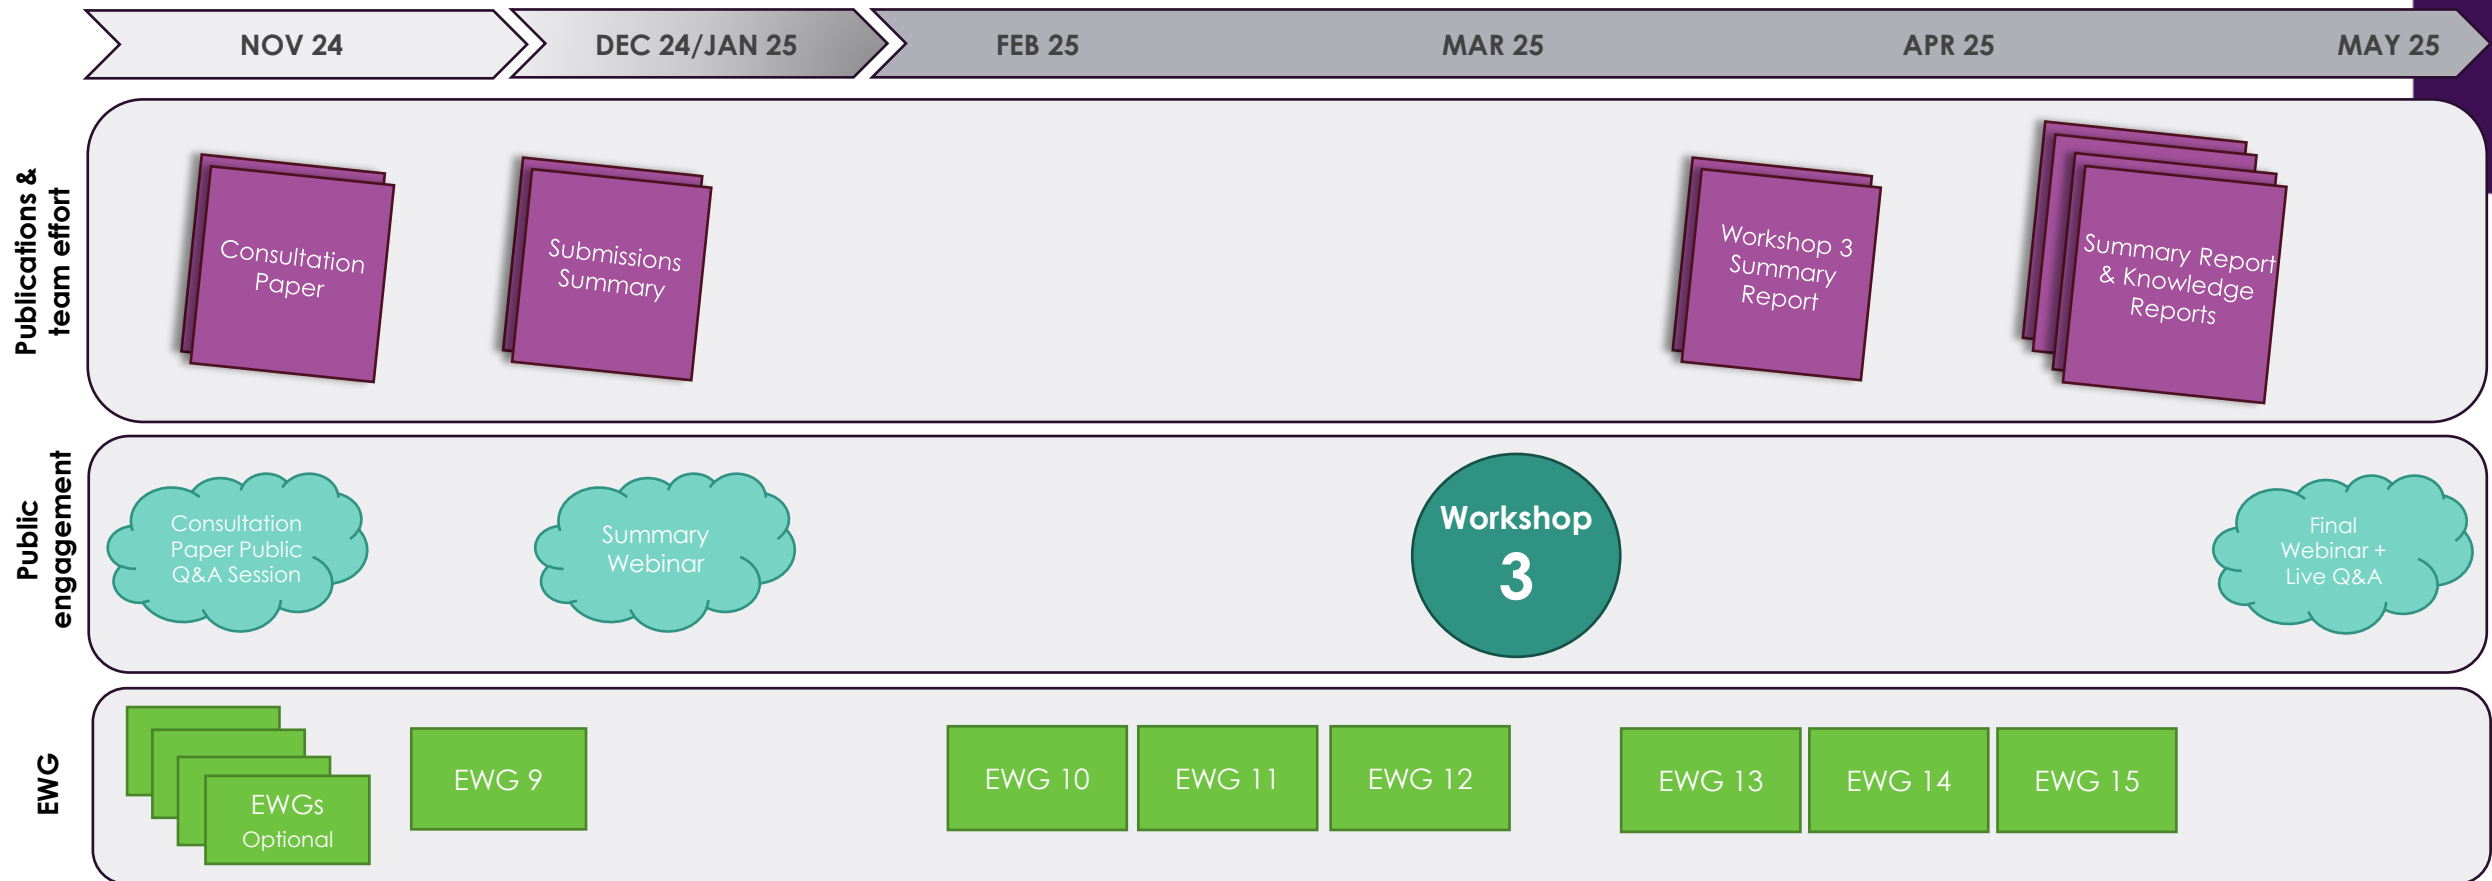 NOV 24
DEC 24/JAN 25
FEB 25
MAR 25
APR 25
MAY 25
Publications &
team effort
Consultation
Paper
Submissions
Summary
Workshop 3
Summary
Report
Summary Report
& Knowledge
Reports
Public
engagement
Consultation
Paper Public
Q&A Session
Summary
Webinar
Workshop
3
Final
Webinar +
Live Q&A
EWG
EWGs
Optional
EWG 9
EWG 10
EWG 11
EWG 12
EWG 13
EWG 14
EWG 15